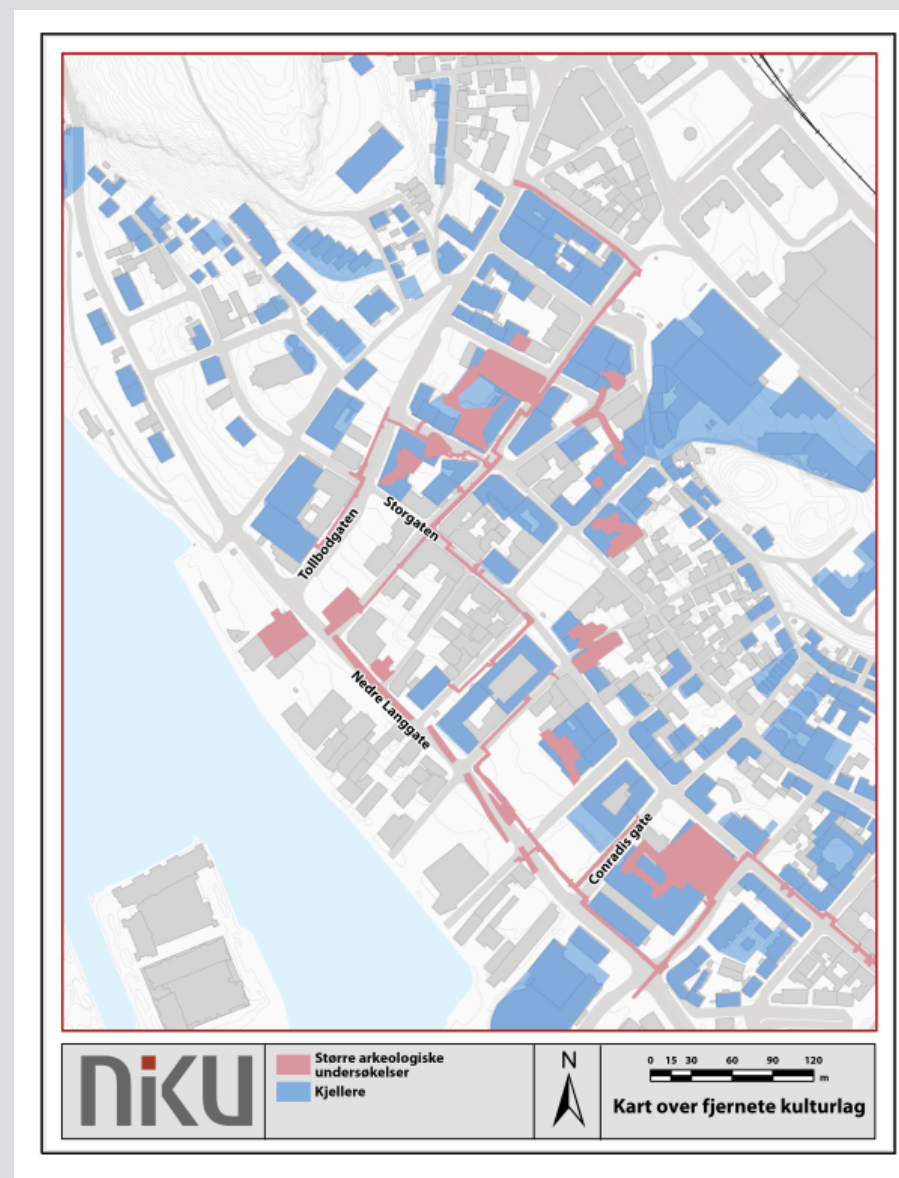 Storgaten
Tollbodgaten
Nedre Langgate
Conradis gate
NiKU
Større arkeologiske
undersøkelser
Kjellere
N
0 15 30 60 90 120
m
Kart over fjernete kulturlag